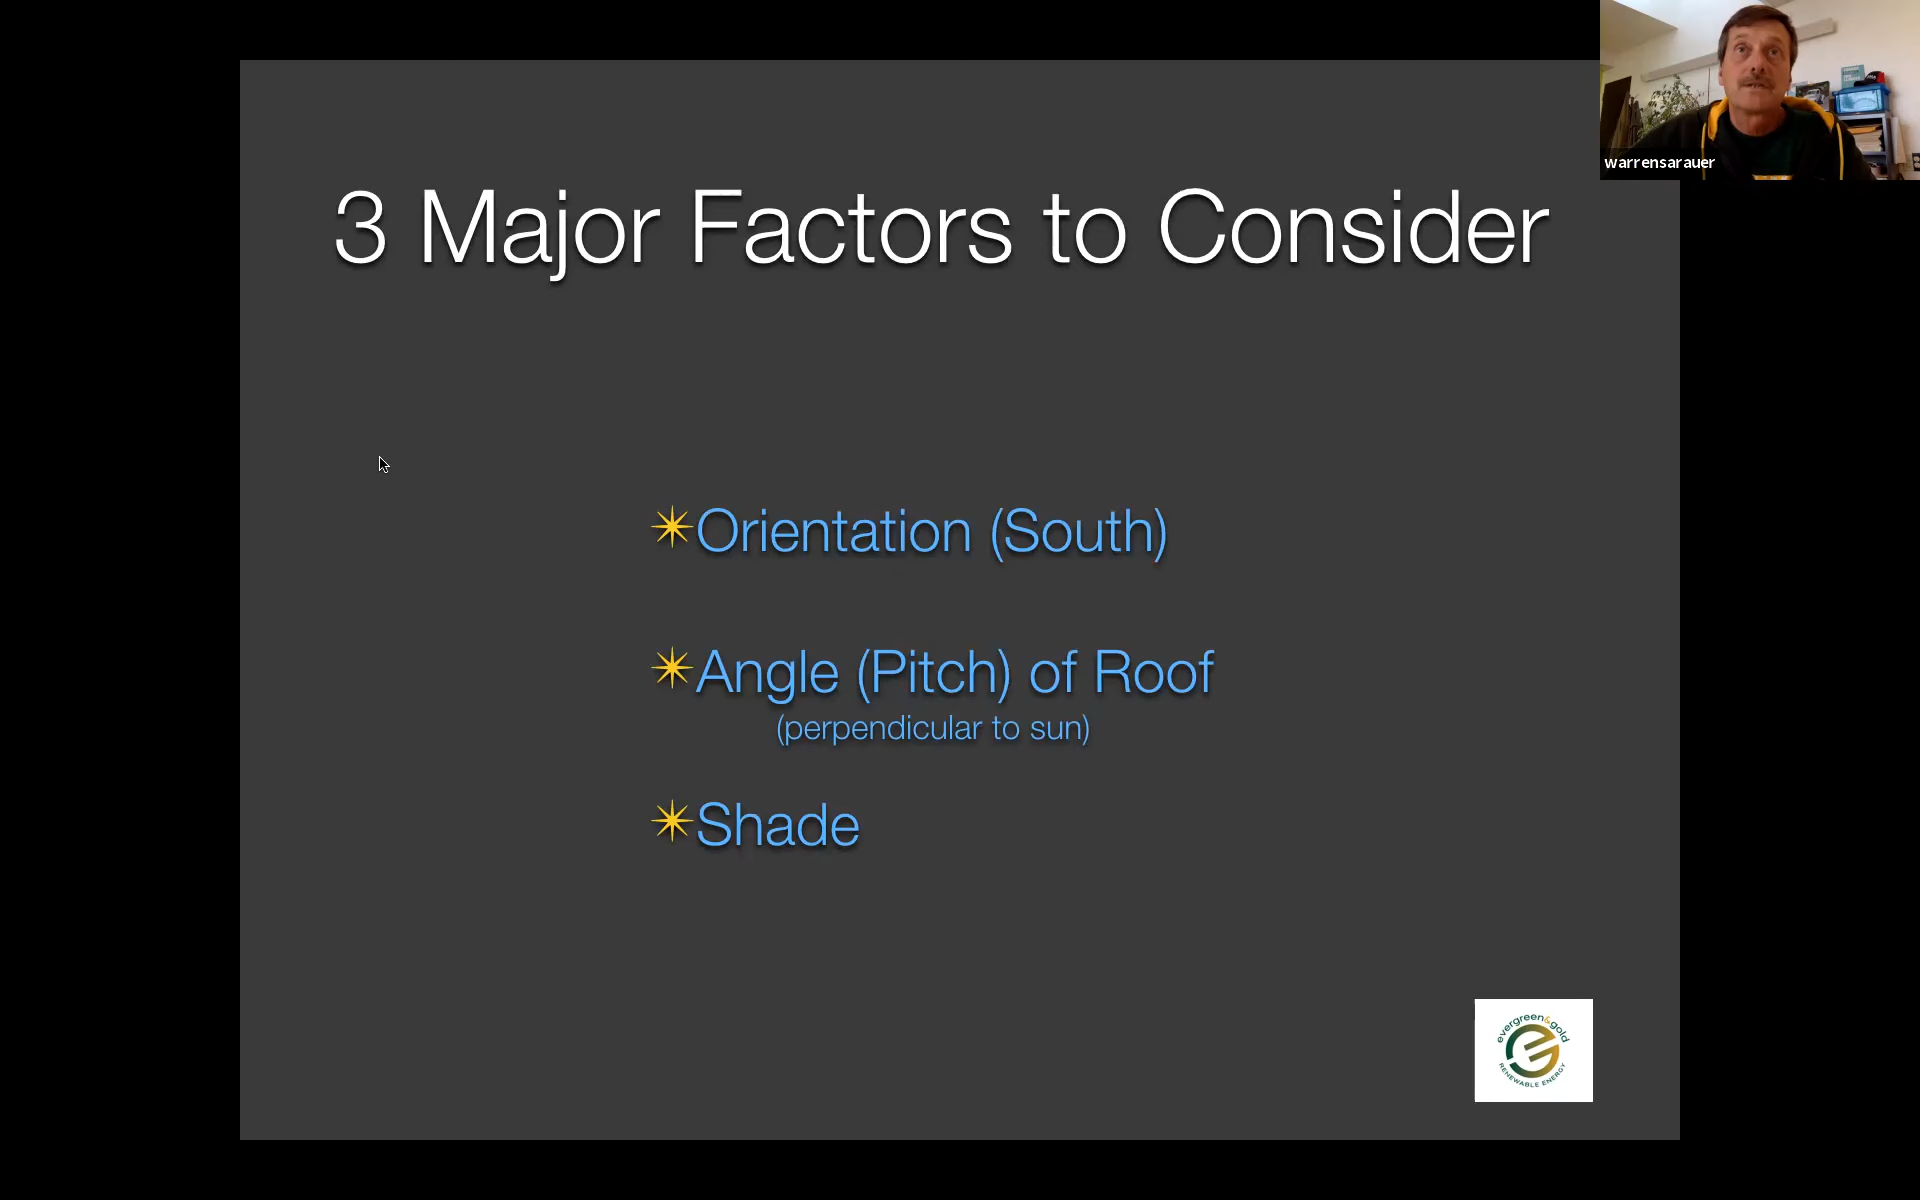 warrensarauer
3 Major Factors to Consider
Orientation (South)
Angle (Pitch) of Roof
(perpendicular to sun)
Shade
evergreen&gold
RENEWABLE ENERGY